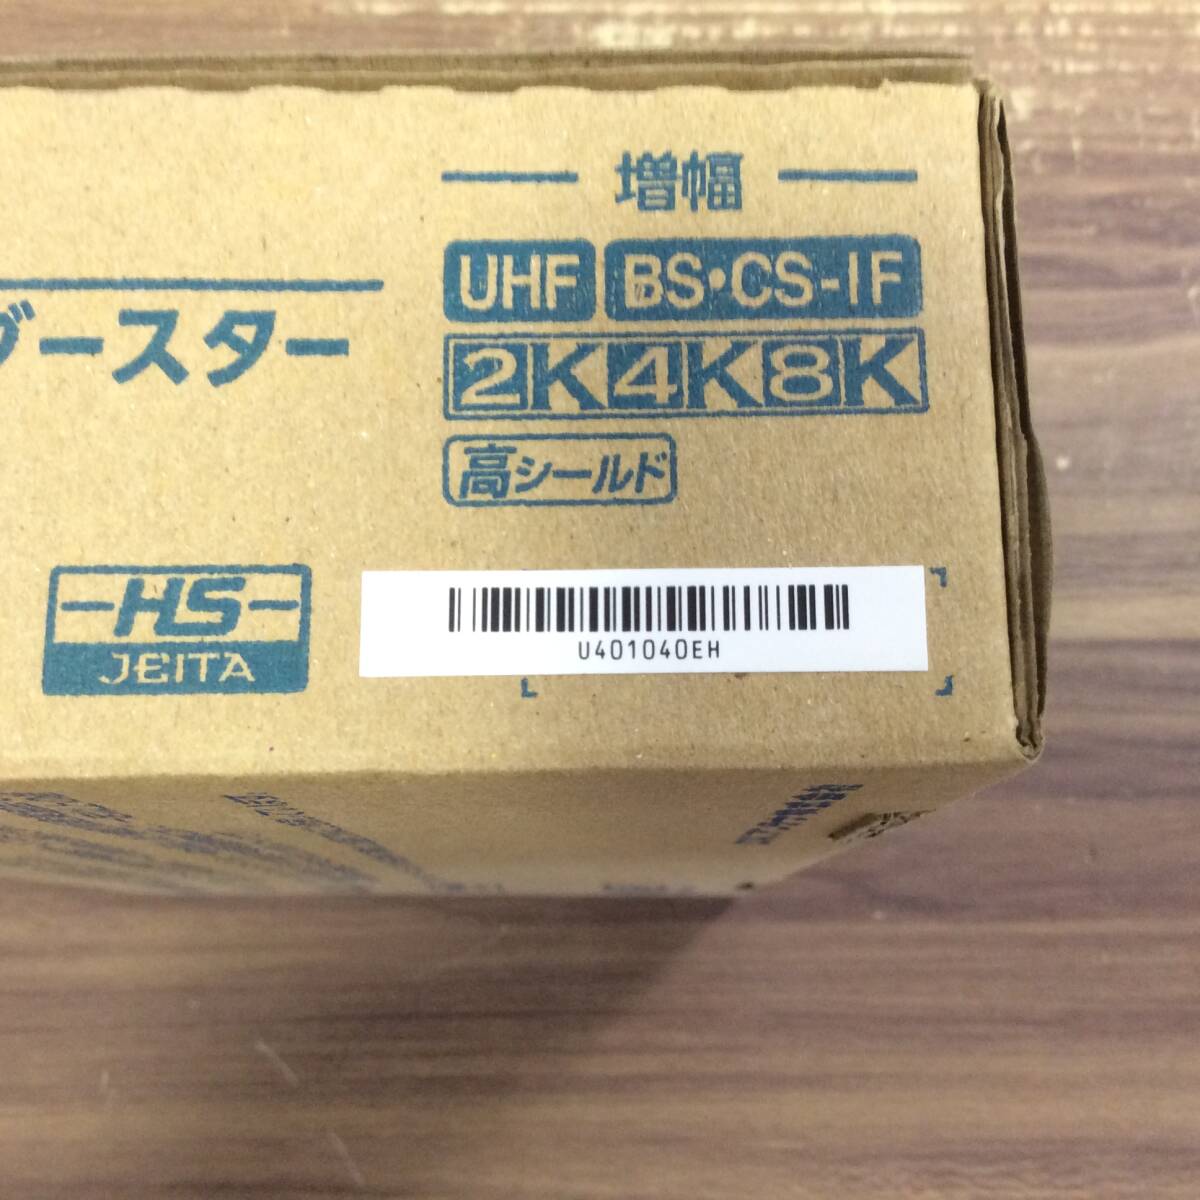 増幅
UHF BS・CS-IF
ブースター
2K4K8K
高シールド
HS
JEITA
U401040EH